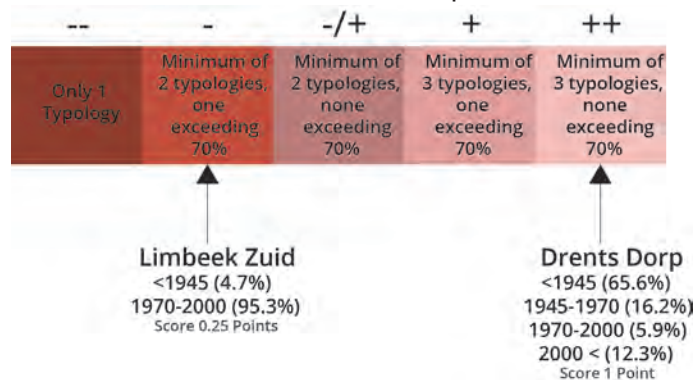 --
-
-/+
+
++
Only 1
Typology
Minimum of
2 typologies,
one
exceeding
70%
Minimum of
2 typologies,
none
exceeding
70%
Minimum of
3 typologies,
one
exceeding
70%
Minimum of
3 typologies,
none
exceeding
70%
Limbeek Zuid
<1945 (4.7%)
1970-2000 (95.3%)
Score 0.25 Points
Drents Dorp
<1945 (65.6%)
1945-1970 (16.2%)
1970-2000 (5.9%)
2000 < (12.3%)
Score 1 Point